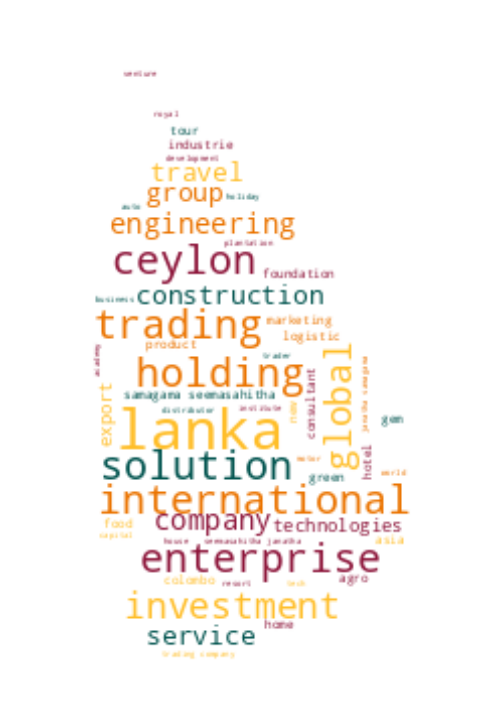 venture
royal
tour
industrie
development
travel
group holiday
auto
engineering
plantation
ceylon
foundation
business construction
trading marketing
logistic
product
trader
academy
holding
global
janatha samagama
consultant
samagama seemasahitha
export
distributor institute
nov
lanka
gem
solution
motor
hotel
world
green
international
company technologies
food
capital
house seemasahitha janatha
asia
enterprise
colombo resort tech agro
investment
home
service
trading company